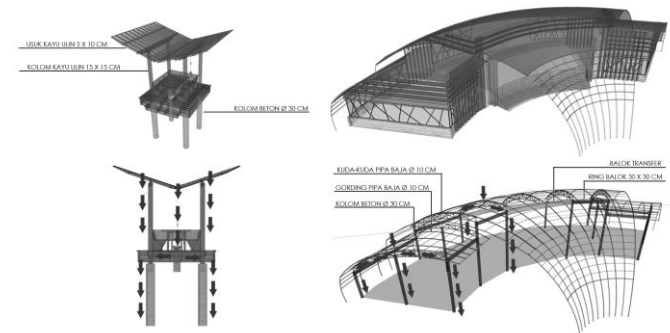 USUK KAYU ULIN 5 X 10 CM
KOLOM KAYU ULIN 15 X 15 CM
KOLOM BETON Ø 30 CM
KUDA-KUDA PIPA BAJA Ø 10 CM
GORDING PIPA BAJA Ø 10 CM
KOLOM BETON Ø 30 CM
BALOK TRANSFER
RING BALOK 30 X 30 CM